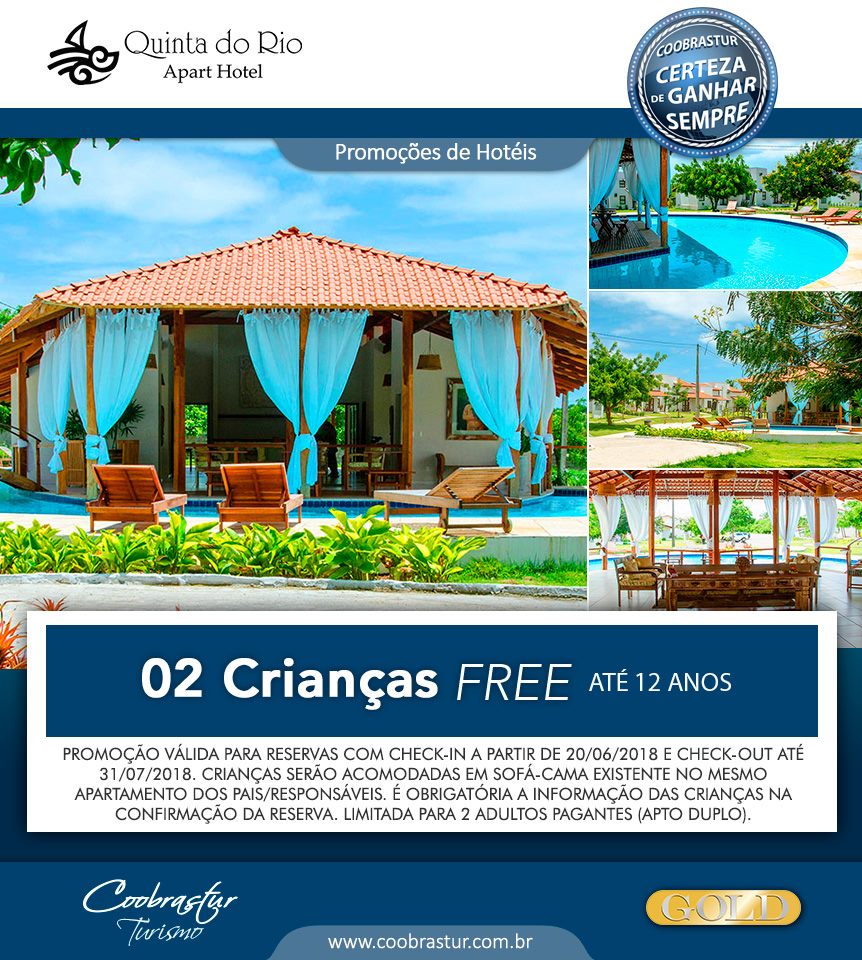 Quinta do Rio
Apart Hotel
COOBRASTUR
CERTEZA
DE GANHAR
SEMPRE
Promoções de Hotéis
02 Crianças FREE ATÉ 12 ANOS
PROMOÇÃO VÁLIDA PARA RESERVAS COM CHECK-IN A PARTIR DE 20/06/2018 E CHECK-OUT ATÉ
31/07/2018. CRIANÇAS SERÃO ACOMODADAS EM SOFÁ-CAMA EXISTENTE NO MESMO
APARTAMENTO DOS PAIS/RESPONSÁVEIS. É OBRIGATÓRIA A INFORMAÇÃO DAS CRIANÇAS NA
CONFIRMAÇÃO DA RESERVA. LIMITADA PARA 2 ADULTOS PAGANTES (APTO DUPLO).
Coobrastur
Turismo
GOLD
www.coobrastur.com.br